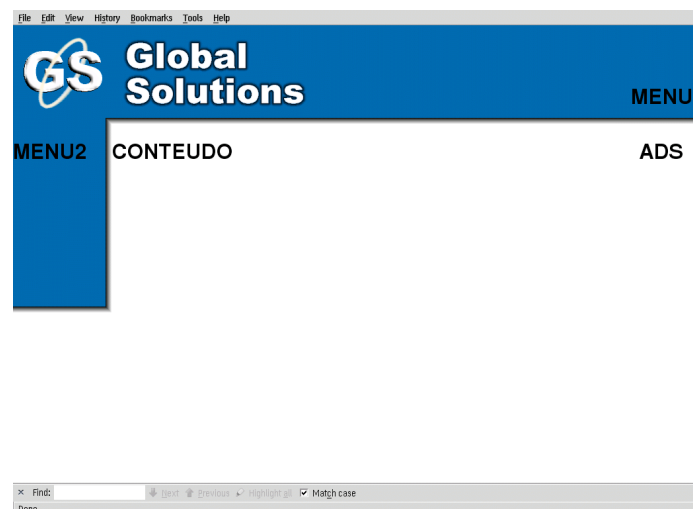 File Edit View History Bookmarks Tools Help
GS
Global
Solutions
MENU
MENU2 CONTEUDO ADS
× Find: Next Previous Highlight all Match case
Done